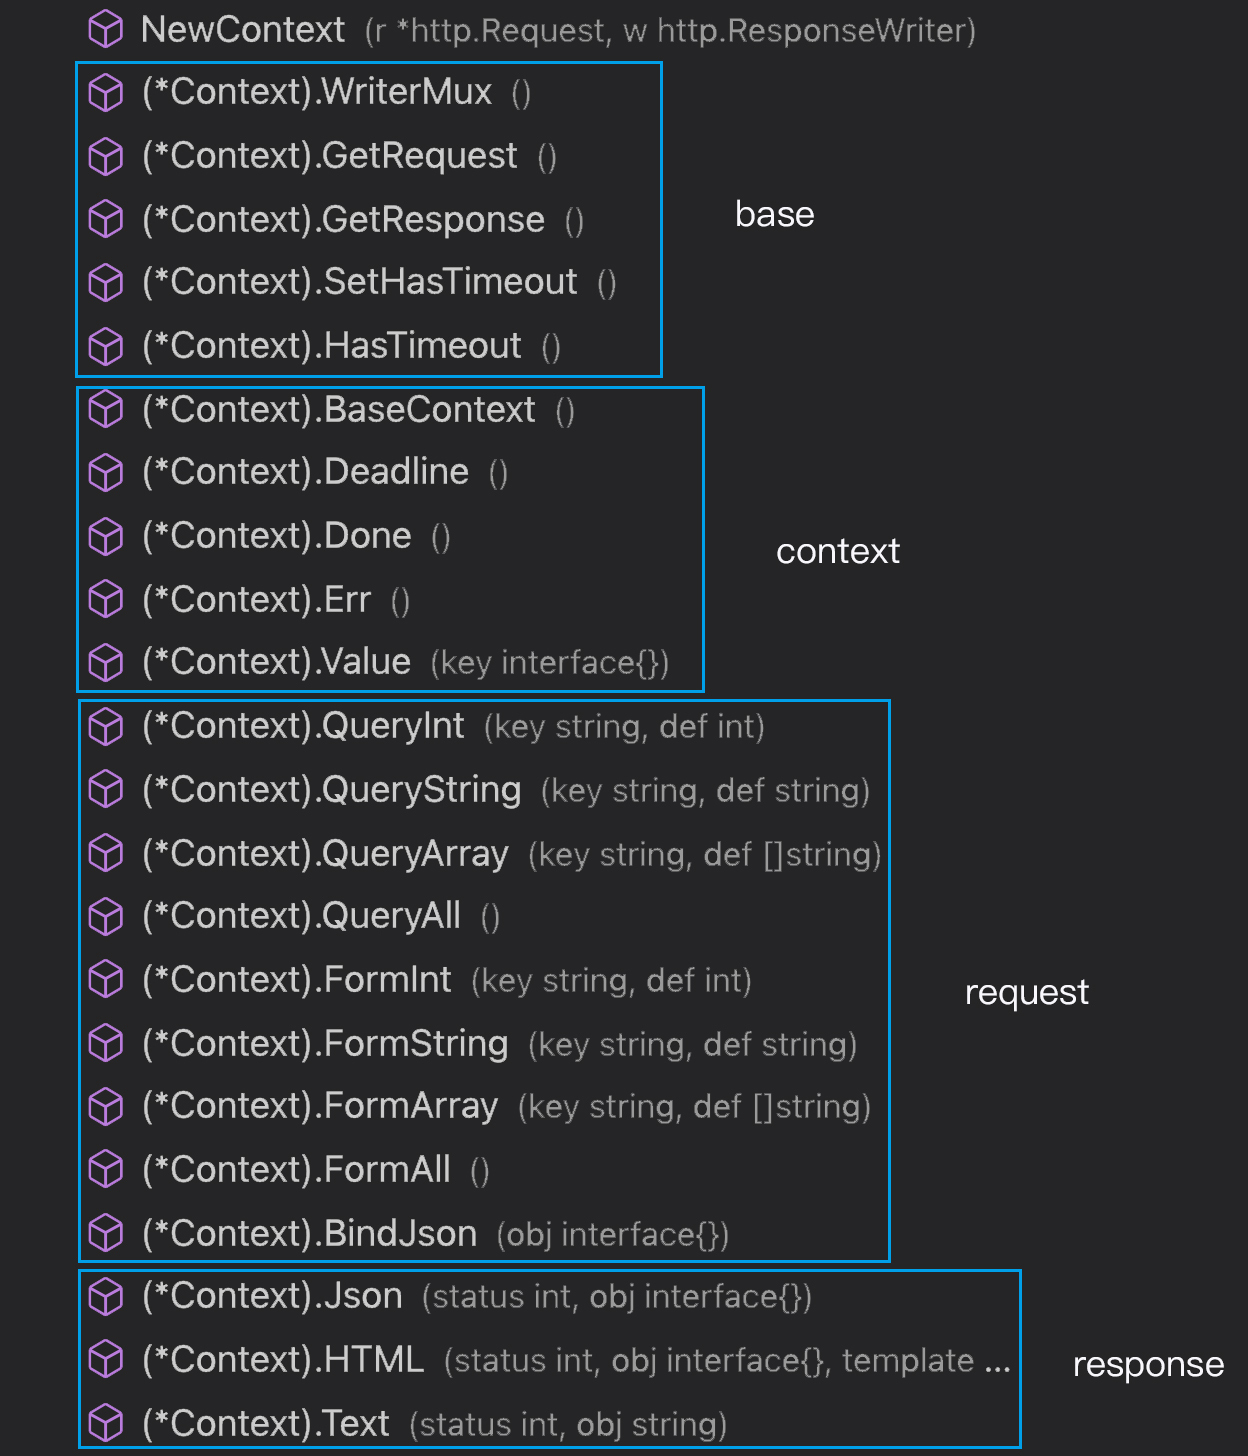 NewContext (r *http.Request, w http.ResponseWriter)
(*Context).WriterMux ()
(*Context).GetRequest ()
(*Context).GetResponse ()
base
(*Context).SetHasTimeout ()
(*Context).HasTimeout ()
(*Context).BaseContext ()
(*Context).Deadline ()
(*Context).Done ()
context
(*Context).Err ()
(*Context).Value (key interface{})
(*Context).QueryInt (key string, def int)
(*Context).QueryString (key string, def string)
(*Context).QueryArray (key string, def []string)
(*Context).QueryAll ()
(*Context).FormInt (key string, def int)
request
(*Context).FormString (key string, def string)
(*Context).FormArray (key string, def []string)
(*Context).FormAll ()
(*Context).BindJson (obj interface{})
(*Context).Json (status int, obj interface{})
(*Context).HTML (status int, obj interface{}, template ...
response
(*Context).Text (status int, obj string)